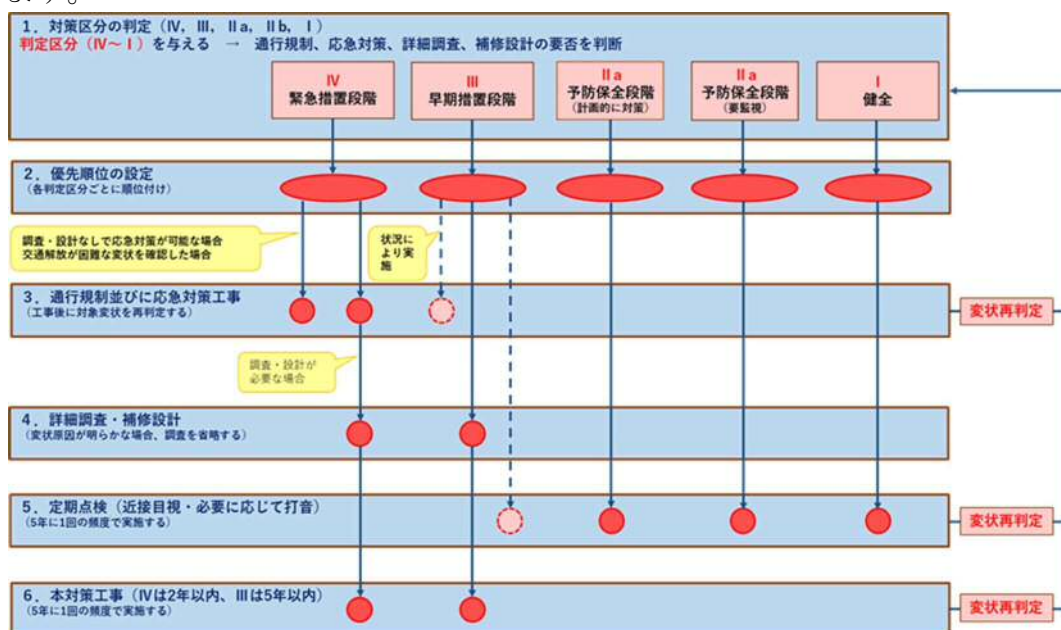 ます。
1．対策区分の判定（Ⅳ，Ⅲ，Ⅱa，Ⅱb，Ⅰ）
判定区分（Ⅳ～Ⅰ）を与える　→　通行規制、応急対策、詳細調査、補修設計の要否を判断
Ⅳ
緊急措置段階
Ⅲ
早期措置段階
Ⅱa
予防保全段階
（計画的に対策）
Ⅱa
予防保全段階
（要監視）
Ⅰ
健全
2．優先順位の設定
（各判定区分ごとに順位付け）
調査・設計なしで応急対策が可能な場合
交通解放が困難な変状を確認した場合
状況に
より実
施
3．通行規制並びに応急対策工事
（工事後に対象変状を再判定する）
変状再判定
調査・設計が
必要な場合
4．詳細調査・補修設計
（変状原因が明らかな場合、調査を省略する）
5．定期点検（近接目視・必要に応じて打音）
（5年に1回の頻度で実施する）
変状再判定
6．本対策工事（Ⅳは2年以内、Ⅲは5年以内）
（5年に1回の頻度で実施する）
変状再判定